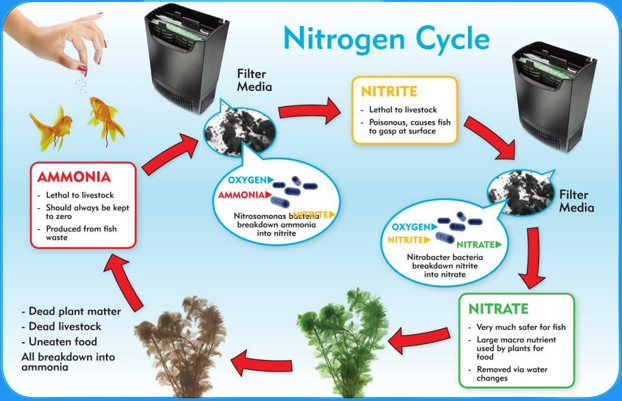 Nitrogen Cycle
Filter
Media
NITRITE
- Lethal to livestock
- Poisonous, causes fish
to gasp at surface
AMMONIA
- Lethal to livestock
- Should always be kept
to zero
- Produced from fish
waste
OXYGEN
AMMONIA
NITRITE
Nitrosomonas bacteria
breakdown ammonia
into nitrite
Filter
Media
OXYGEN
NITRITE
NITRATE
Nitrobacter bacteria
breakdown nitrite
into nitrate
NITRATE
- Very much safer for fish
- Large macro nutrient
used by plants for
food
- Removed via water
changes
- Dead plant matter
- Dead livestock
- Uneaten food
All breakdown into
ammonia